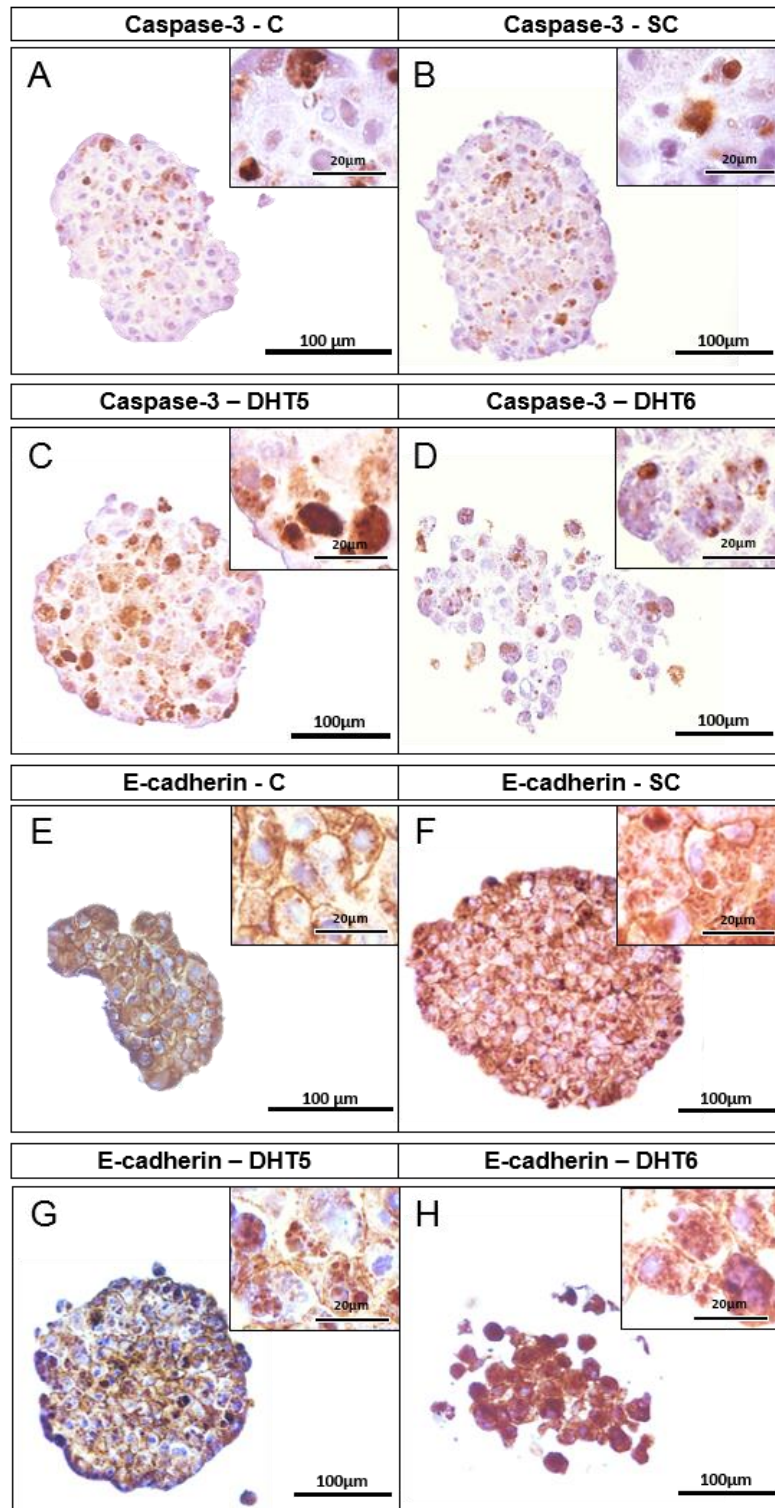 Caspase-3 - C
Caspase-3 - SC
A
20µm
100 µm
B
20µm
100µm
Caspase-3 – DHT5
Caspase-3 – DHT6
C
20µm
100µm
D
20µm
100µm
E-cadherin - C
E-cadherin - SC
E
20µm
100 µm
F
20µm
100µm
E-cadherin – DHT5
E-cadherin – DHT6
G
20µm
100µm
H
20µm
100µm